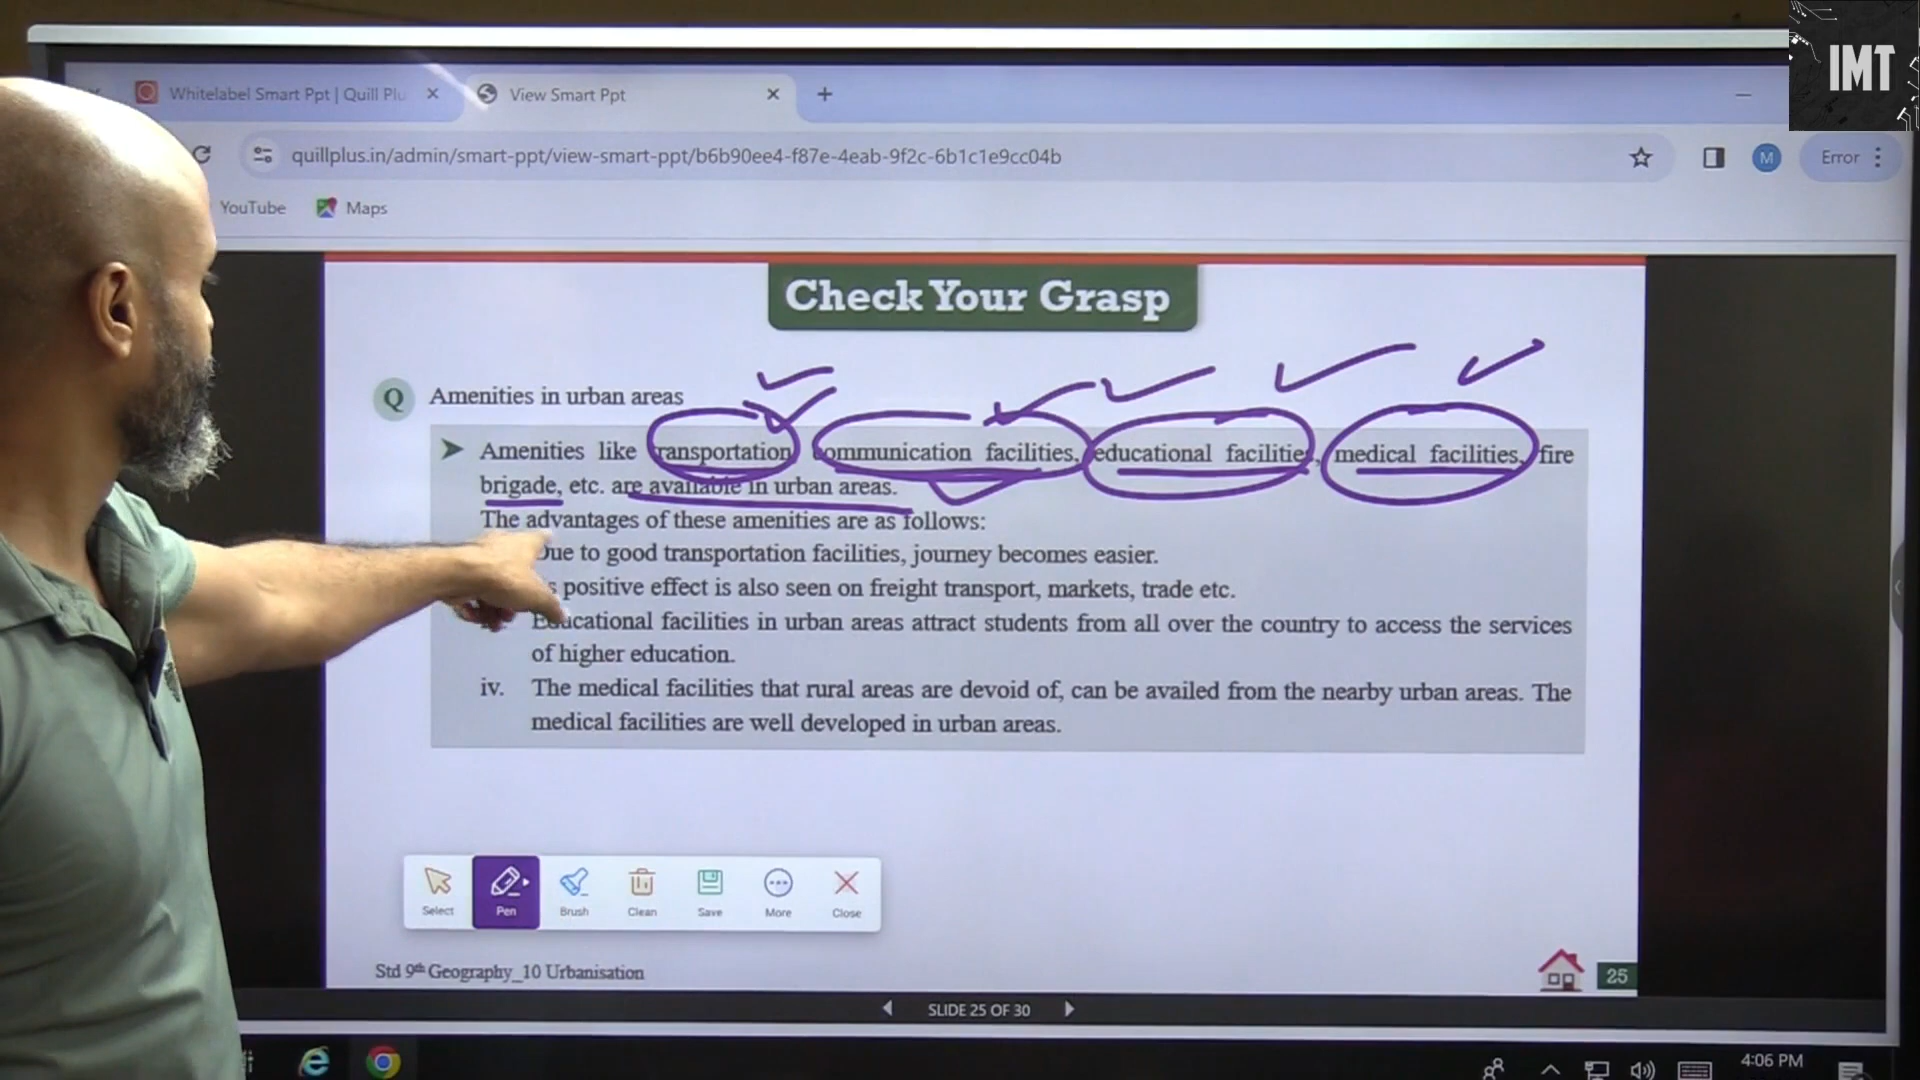 IMT
Whitelabel Smart Ppt | Quill Plu
View Smart Ppt
quillplus.in/admin/smart-ppt/view-smart-ppt/b6b90ee4-f87e-4eab-9f2c-6b1c1e9cc04b
M
Error
YouTube
Maps
Check Your Grasp
Q Amenities in urban areas
Amenities like transportation communication facilities, educational facilities, medical facilities, fire
brigade, etc. are available in urban areas.
The advantages of these amenities are as follows:
Due to good transportation facilities, journey becomes easier.
positive effect is also seen on freight transport, markets, trade etc.
Educational facilities in urban areas attract students from all over the country to access the services
of higher education.
iv. The medical facilities that rural areas are devoid of, can be availed from the nearby urban areas. The
medical facilities are well developed in urban areas.
Select
Pen
Brush
Clean
Save
More
Close
Std 9th Geography_10 Urbanisation
25
SLIDE 25 OF 30
4:06 PM